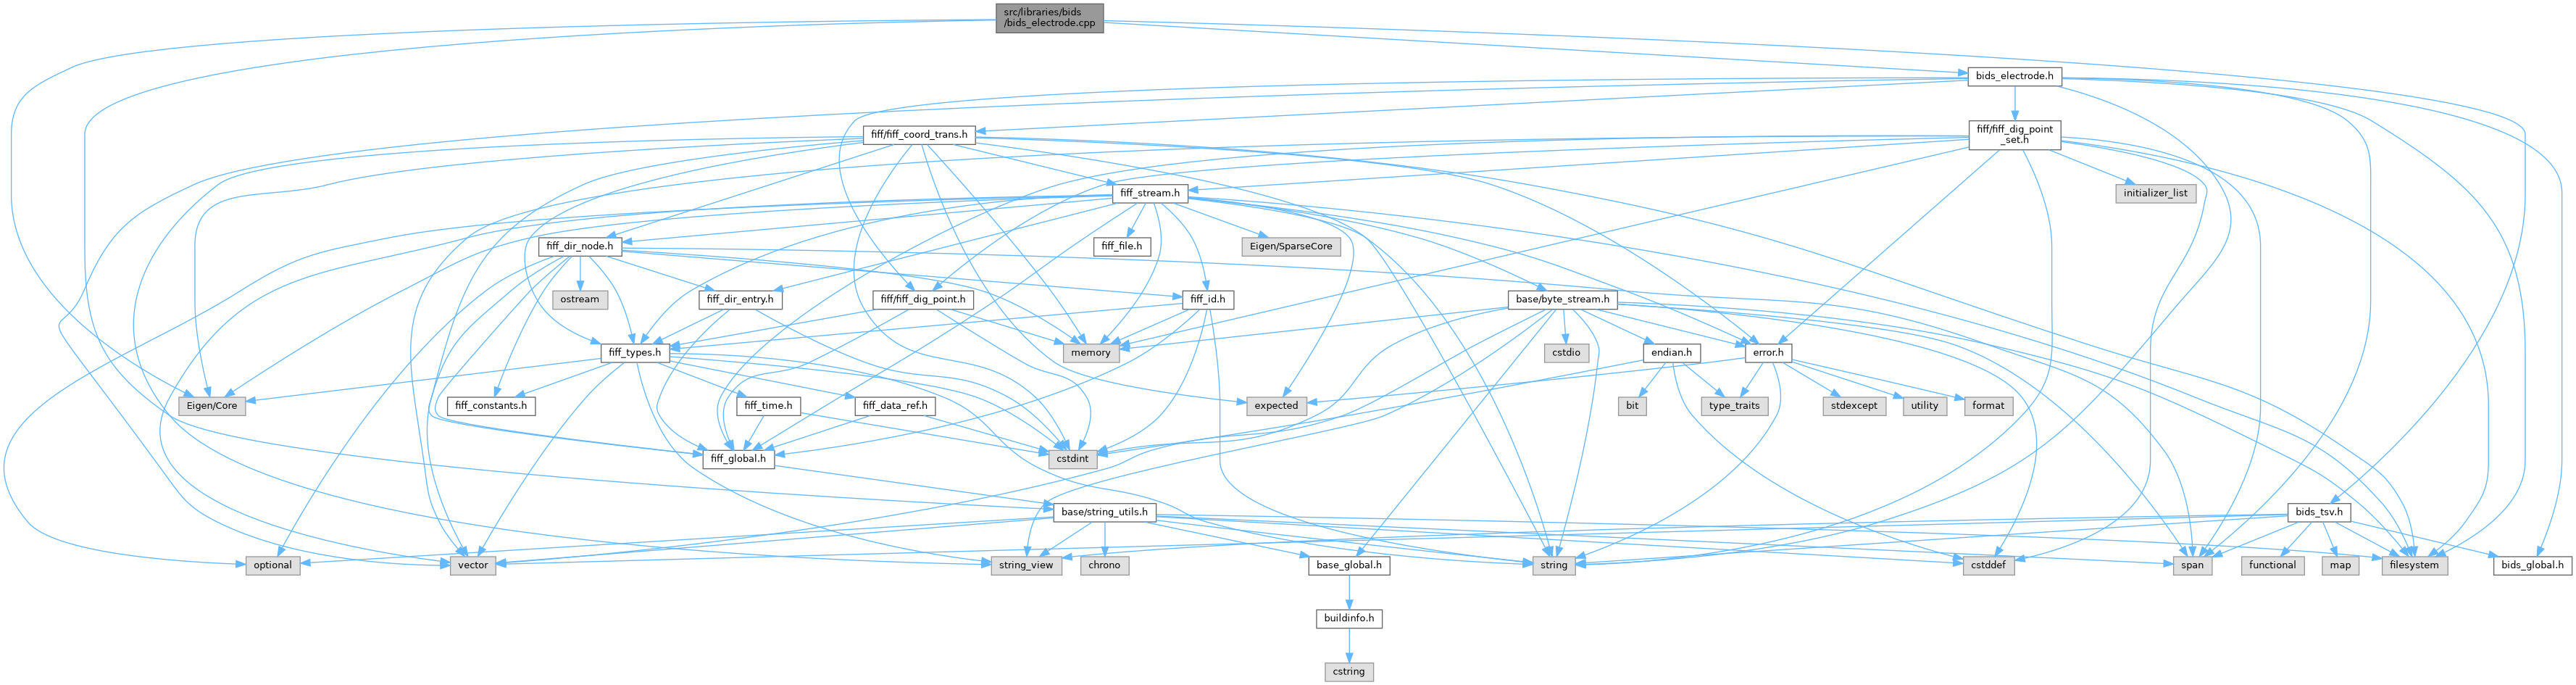 src/libraries/bids
/bids_electrode.cpp
bids_electrode.h
fiff/fiff_coord_trans.h
fiff/fiff_dig_point
_set.h
fiff_stream.h
initializer_list
fiff_dir_node.h
fiff_file.h
Eigen/SparseCore
ostream
fiff_dir_entry.h
fiff/fiff_dig_point.h
fiff_id.h
base/byte_stream.h
fiff_types.h
memory
cstdio
endian.h
error.h
Eigen/Core
fiff_constants.h
fiff_time.h
fiff_data_ref.h
expected
bit
type_traits
stdexcept
utility
format
fiff_global.h
cstdint
base/string_utils.h
bids_tsv.h
optional
vector
string_view
chrono
base_global.h
string
cstddef
span
functional
map
filesystem
bids_global.h
buildinfo.h
cstring